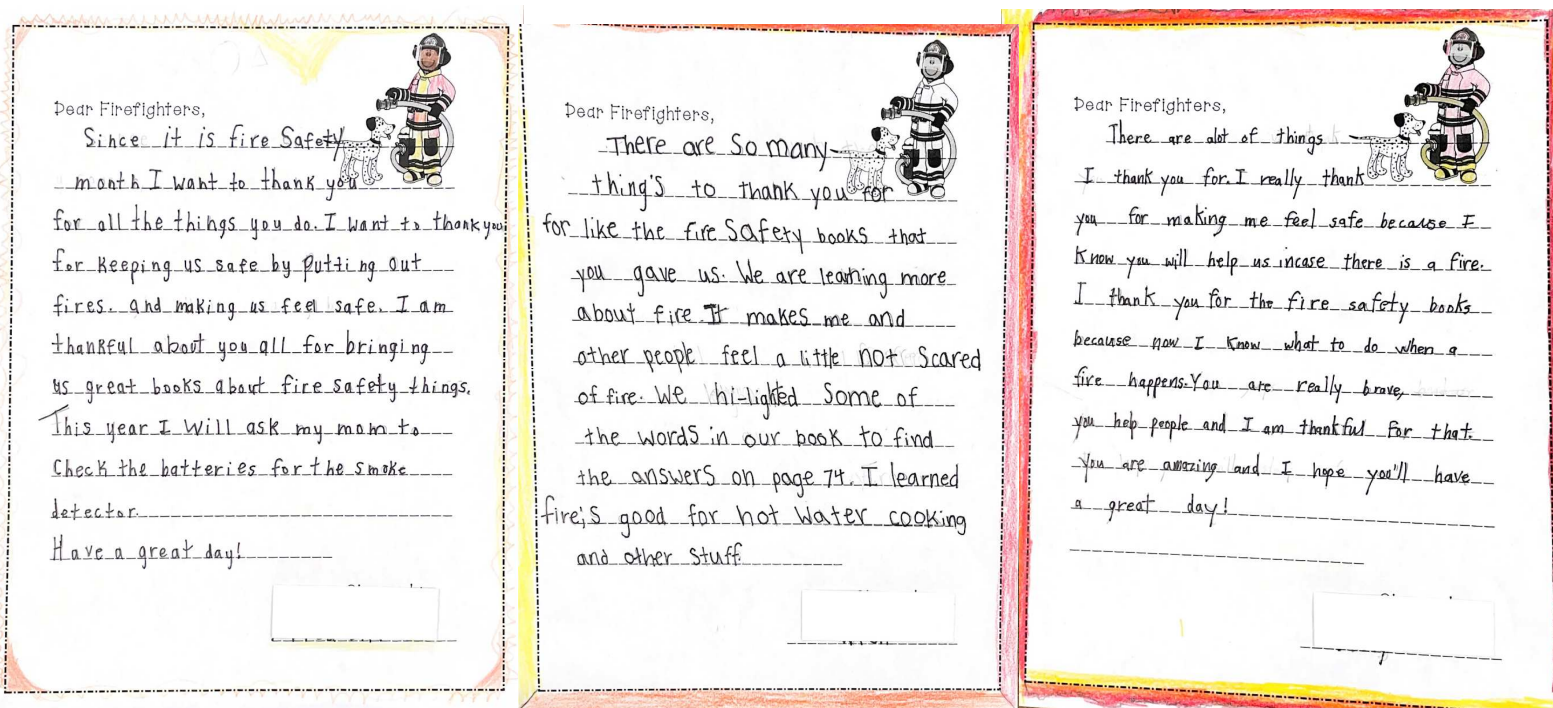 Dear Firefighters,
Since it is fire Safety
month I want to thank you
for all the things you do. I want to thank you
for keeping us safe by putting out
fires. and making us feel safe. I am
thankful about you all for bringing
us great books about fire safety things.
This year I will ask my mom to
check the batteries for the smoke
detector.
Have a great day!
Dear Firefighters,
There are so many
thing's to thank you for
for like the fire safety books that
you gave us. We are learning more
about fire. It makes me and
other people feel a little not scared
of fire. We hi-lighted some of
the words in our book to find
the answers on page 74. I learned
fire's good for hot water cooking
and other stuff.
Dear Firefighters,
There are alot of things
I thank you for. I really thank
you for making me feel safe because I
know you will help us incase there is a fire.
I thank you for the fire safety books
because now I know what to do when a
fire happens. You are really brave,
you help people and I am thankful for that.
You are amazing and I hope you'll have
a great day!